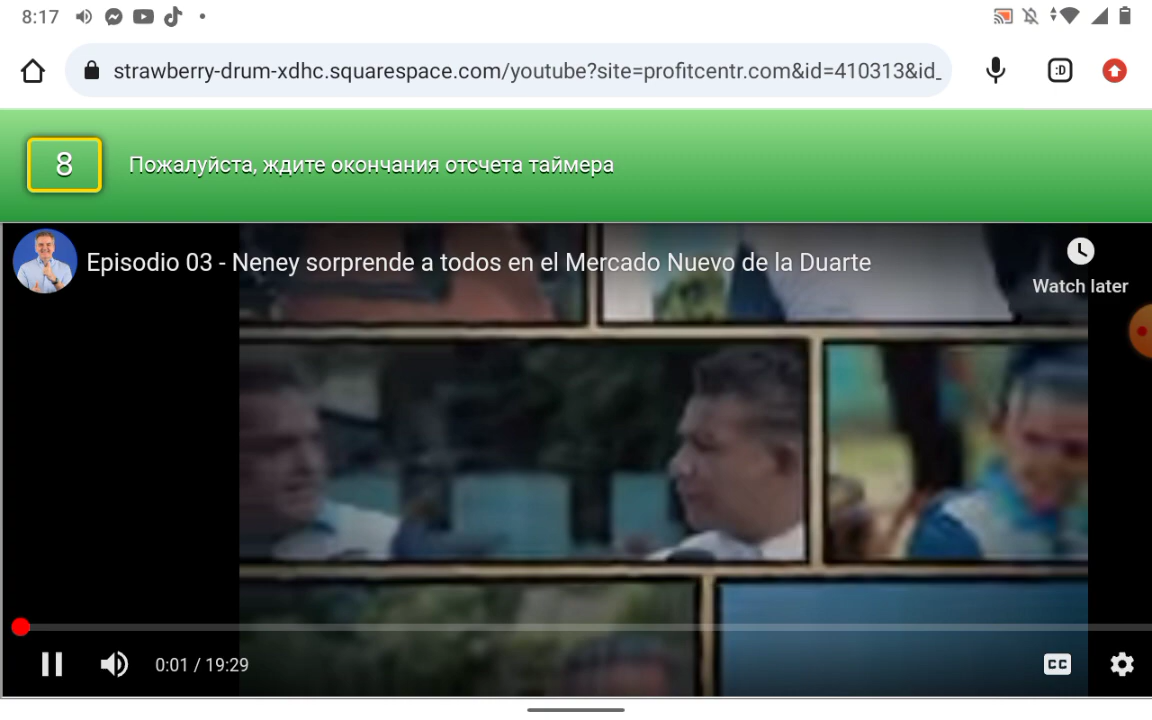 8:17
:D
strawberry-drum-xdhc.squarespace.com/youtube?site=profitcentr.com&id=410313&id_
8 Пожалуйста, ждите окончания отсчета таймера
Episodio 03 - Neney sorprende a todos en el Mercado Nuevo de la Duarte
Watch later
0:01 / 19:29
CC